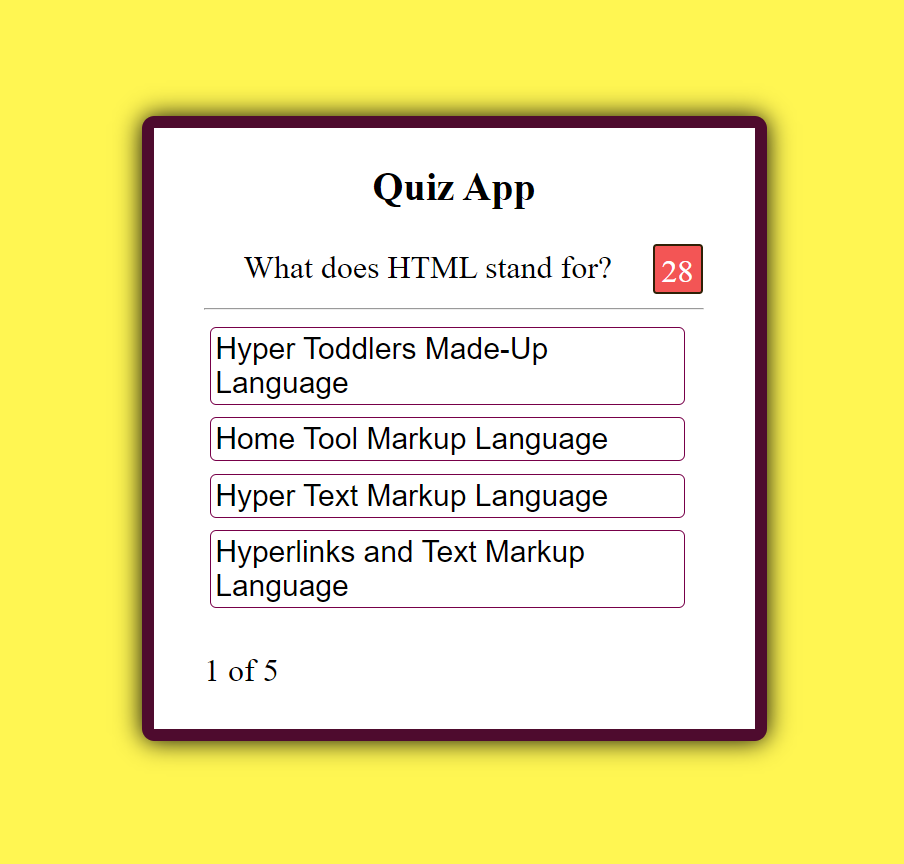 Quiz App
What does HTML stand for?
28
Hyper Toddlers Made-Up
Language
Home Tool Markup Language
Hyper Text Markup Language
Hyperlinks and Text Markup
Language
1 of 5